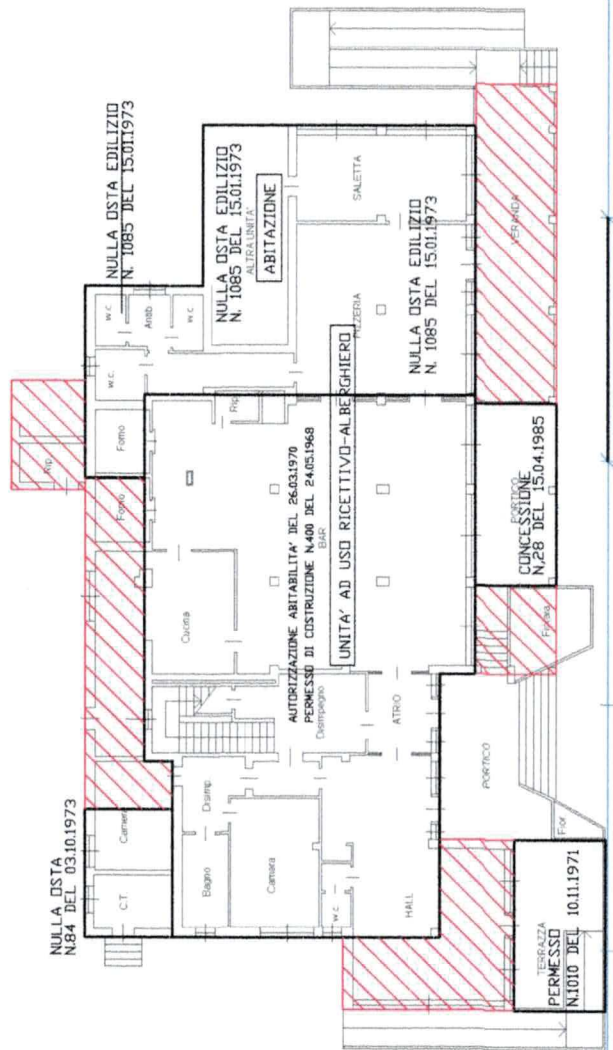 NULLA OSTA
N.84 DEL 03.10.1973
C.T.
Camera
Bagno
Disimp.
Camara
w.c.
HALL
TERRAZZA
PERMESSO
N.1010 DEL 10.11.1971
Fior.
PORTICO
ATRIO
Disimpegno
Cucina
AUTORIZZAZIONE ABITABILITA' DEL 26.03.1970
PERMESSO DI COSTRUZIONE N.400 DEL 24.05.1968
BAR
UNITA' AD USO RICETTIVO-ALBERGHIERO
Rip
Forno
Forno
Rip
w.c.
w.c.
Antib.
w.c.
NULLA OSTA EDILIZIO
N. 1085 DEL 15.01.1973
NULLA OSTA EDILIZIO
N. 1085 DEL 15.01.1973
ALTRA UNITA'
ABITAZIONE
SALETTA
PIZZERIA
NULLA OSTA EDILIZIO
N. 1085 DEL 15.01.1973
VERANDA
PORTICO
CONCESSIONE
N.28 DEL 15.04.1985